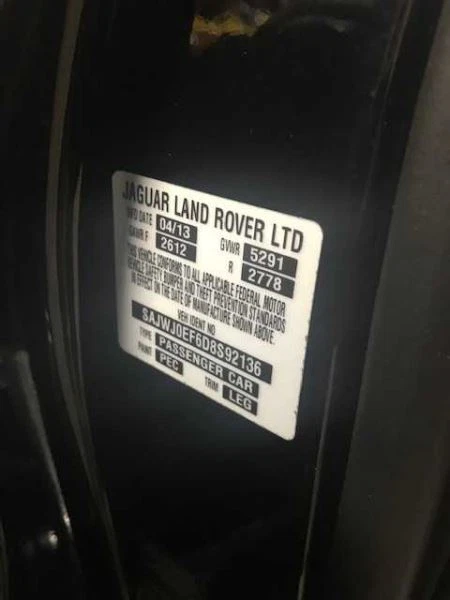 JAGUAR LAND ROVER LTD
MFD DATE 04/13 GVWR 5291
GAWR F 2612 R 2778
THIS VEHICLE CONFORMS TO ALL APPLICABLE FEDERAL MOTOR
VEHICLE SAFETY BUMPER AND THEFT PREVENTION STANDARDS
IN EFFECT ON THE DATE OF MANUFACTURE SHOWN ABOVE.
VEH IDENT NO
SAJWJ0EF6D8S92136
TYPE PASSENGER CAR
PAINT PEC TRIM LEG